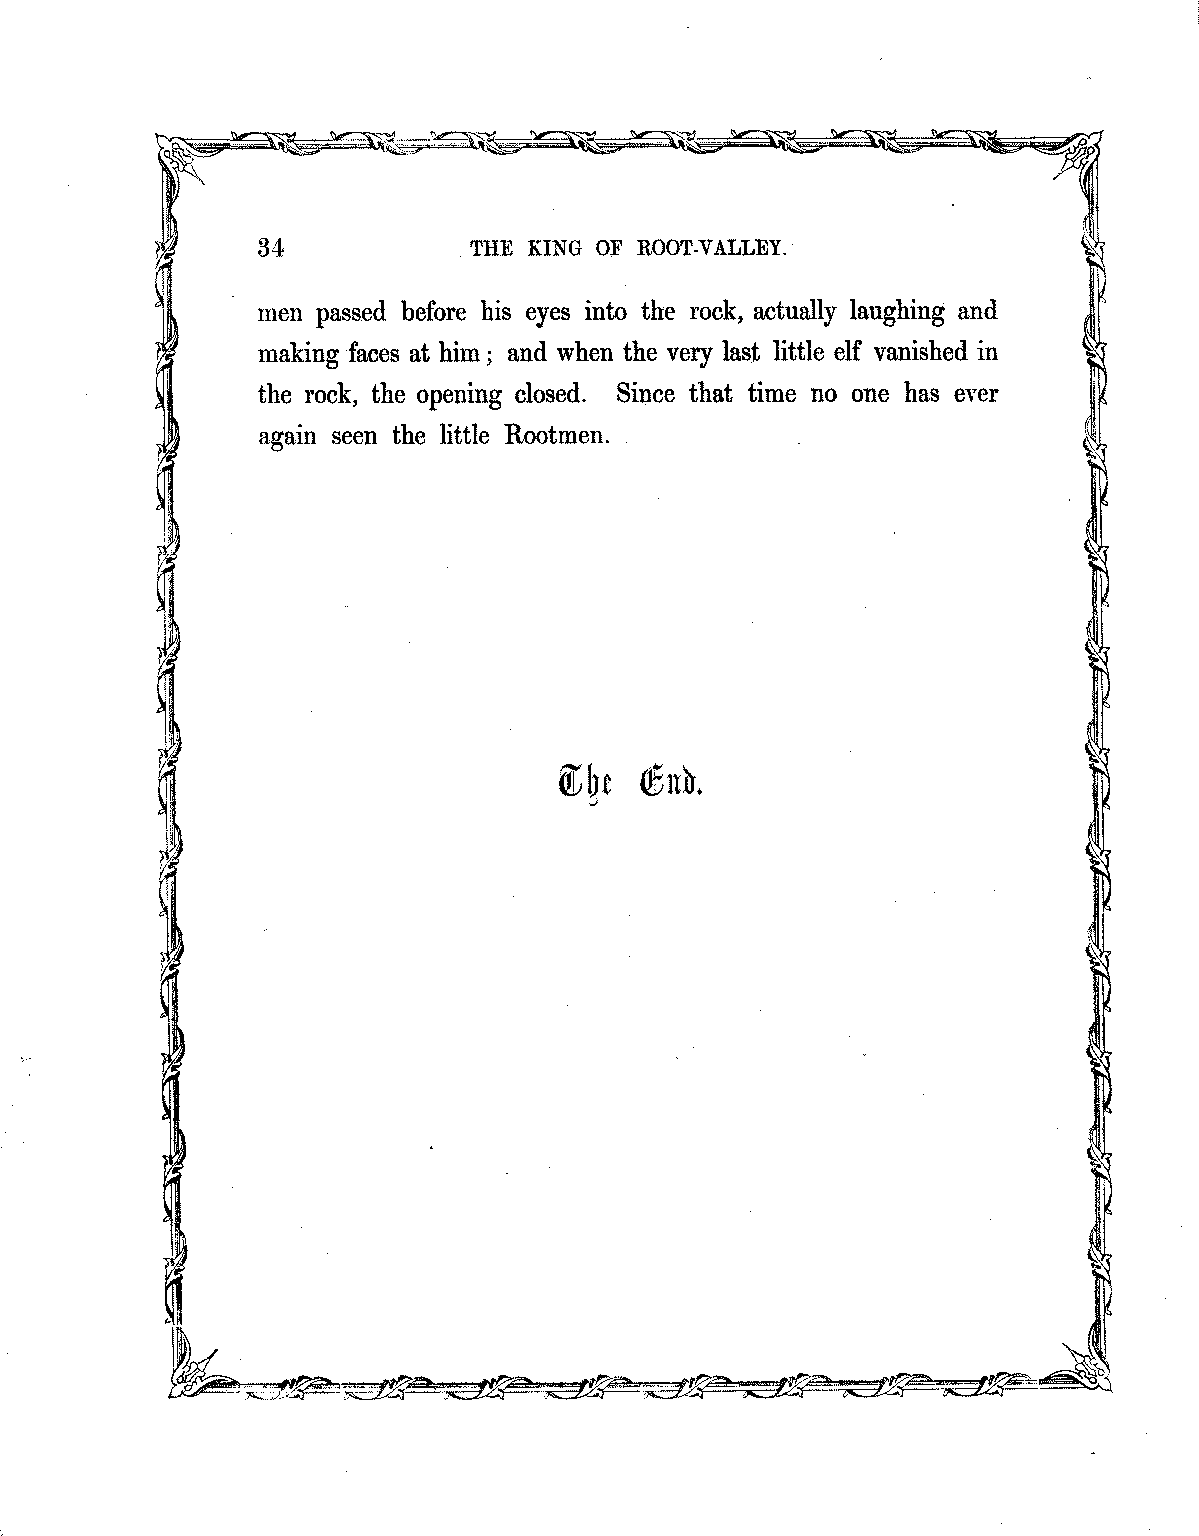 34 THE KING OF ROOT-VALLEY.
men passed before his eyes into the rock, actually laughing and
making faces at him; and when the very last little elf vanished in
the rock, the opening closed. Since that time no one has ever
again seen the little Rootmen.
The End.